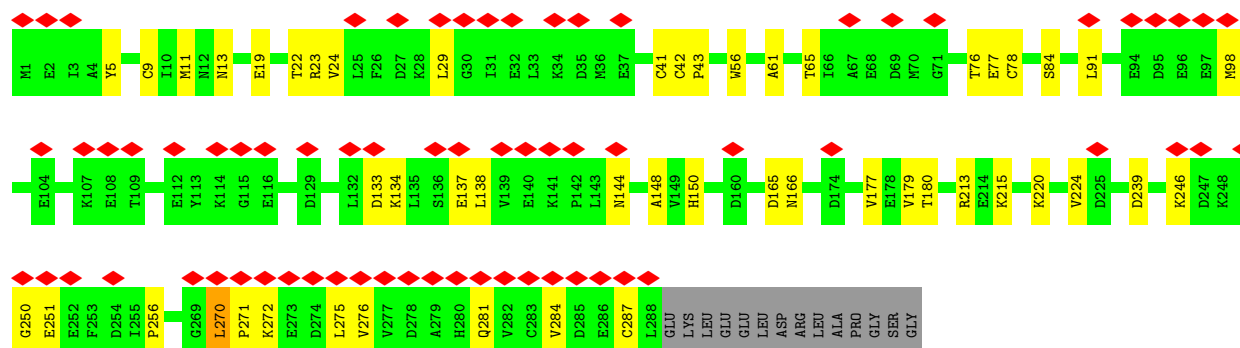 M1 E2 I3 A4 Y5 C9 I10 M11 N12 N13 E19 T22 R23 V24 L25 F26 D27 K28 L29 G30 I31 E32 L33 K34 D35 M36 E37 C41 C42 P43 W56 A61 T65 I66 A67 E68 D69 M70 G71 T76 E77 C78 S84 L91 E94 D95 E96 E97 M98
E104 K107 E108 T109 E112 Y113 K114 G115 E116 D129 L132 D133 K134 L135 S136 E137 L138 V139 E140 K141 P142 L143 N144 A148 V149 H150 D160 D165 N166 D174 V177 E178 V179 T180 R213 E214 K215 K220 V224 D225 D239 K246 D247 K248
G250 E251 E252 F253 D254 I255 P256 G269 L270 P271 K272 E273 D274 L275 V276 V277 D278 A279 H280 Q281 V282 C283 V284 D285 E286 C287 L288 GLU LYS LEU GLU GLU LEU ASP ARG LEU ALA PRO GLY SER GLY